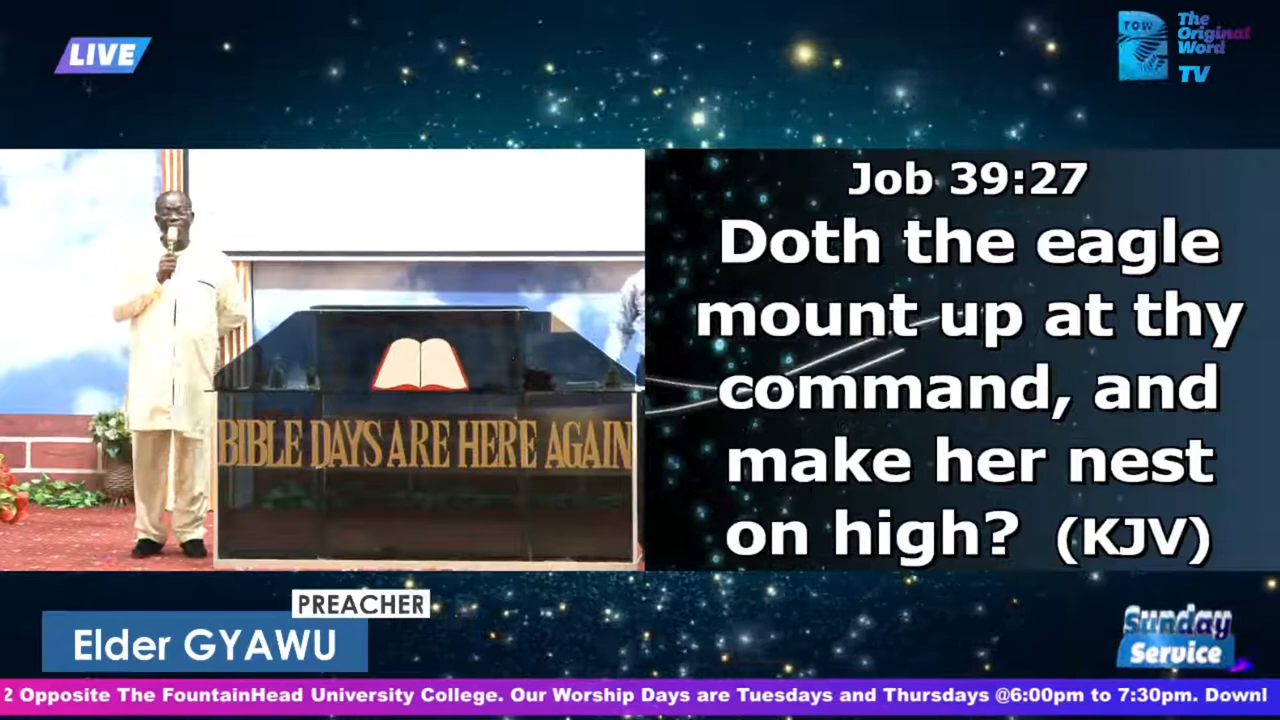 LIVE
TOW
The
Original
Word
TV
Job 39:27
Doth the eagle
mount up at thy
command, and
make her nest
on high? (KJV)
BIBLE DAYS ARE HERE AGAIN
PREACHER
Elder GYAWU
Sunday
Service
2 Opposite The FountainHead University College. Our Worship Days are Tuesdays and Thursdays @6:00pm to 7:30pm. Downl